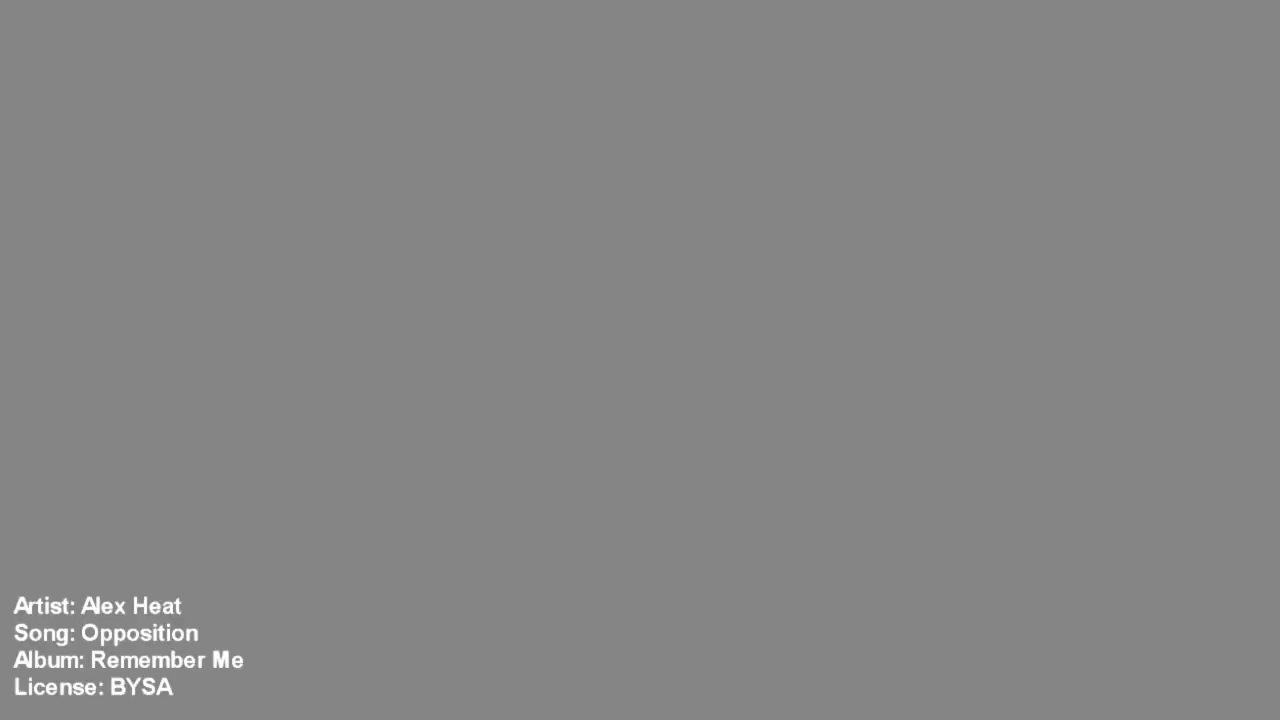 Artist: Alex Heat
Song: Opposition
Album: Remember Me
License: BYSA